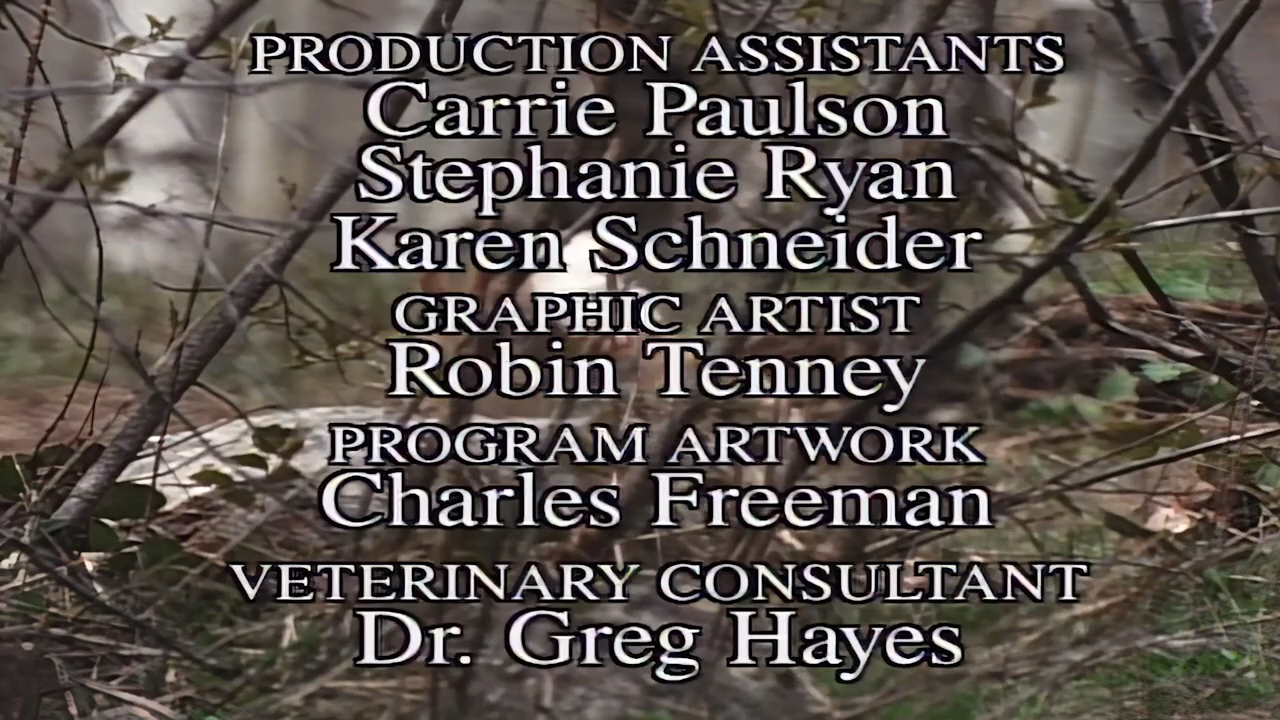 PRODUCTION ASSISTANTS
Carrie Paulson
Stephanie Ryan
Karen Schneider
GRAPHIC ARTIST
Robin Tenney
PROGRAM ARTWORK
Charles Freeman
VETERINARY CONSULTANT
Dr. Greg Hayes